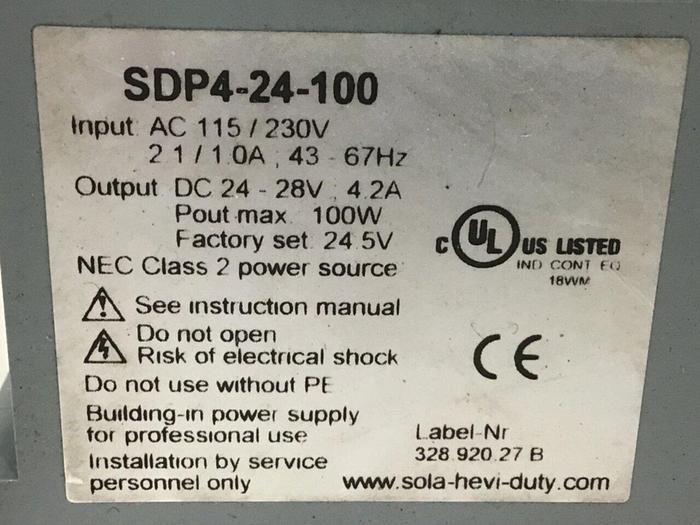 SDP4-24-100
Input: AC 115 / 230V
2.1 / 1.0A , 43 - 67Hz
Output DC 24 - 28V , 4.2A
Pout max. 100W
Factory set 24.5V
NEC Class 2 power source
C UL US LISTED
IND CONT EQ
18WM
See instruction manual
Do not open
Risk of electrical shock
CE
Do not use without PE
Building-in power supply
for professional use
Installation by service
personnel only
Label-Nr
328.920.27 B
www.sola-hevi-duty.com